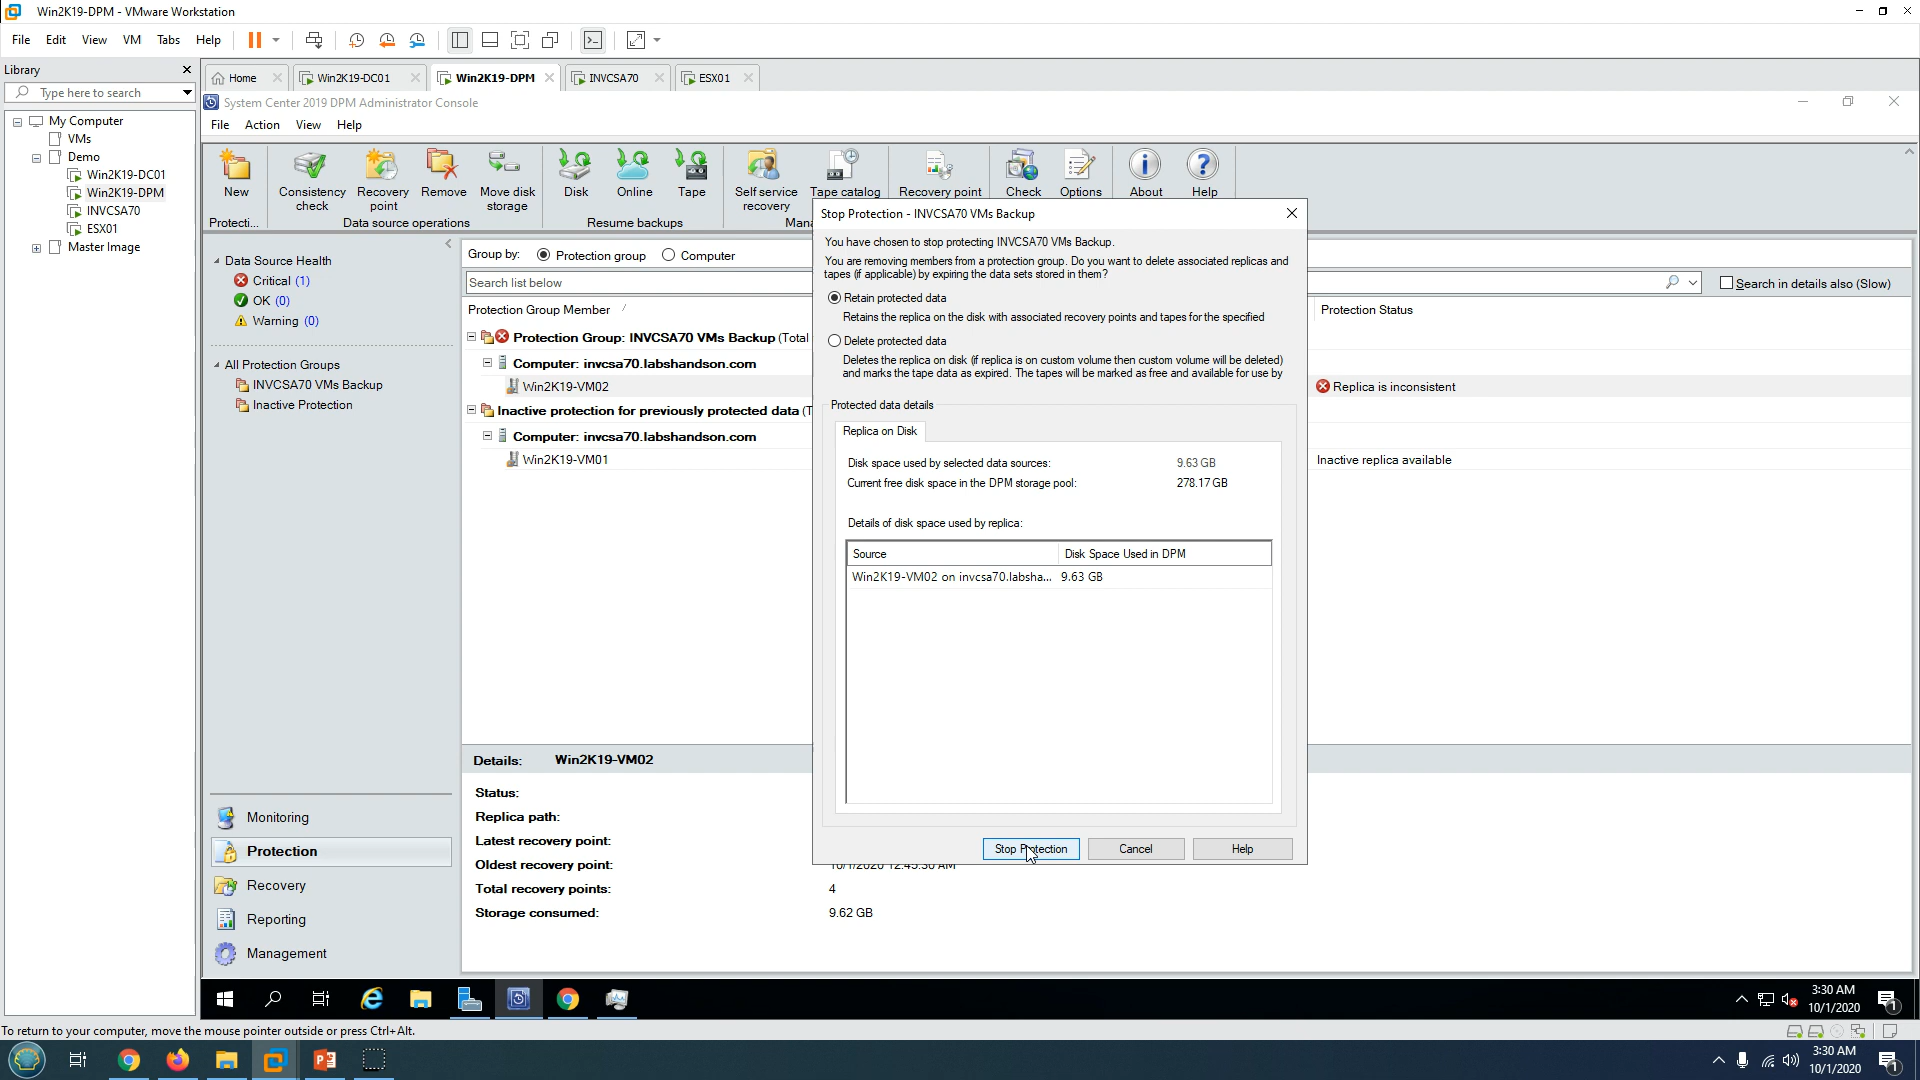 Win2K19-DPM - VMware Workstation
File Edit View VM Tabs Help
Library
Type here to search
My Computer
VMs
Demo
Win2K19-DC01
Win2K19-DPM
INVCSA70
ESX01
Master Image
Home Win2K19-DC01 Win2K19-DPM INVCSA70 ESX01
System Center 2019 DPM Administrator Console
File Action View Help
New
Consistency check
Recovery point
Remove
Move disk storage
Disk
Online
Tape
Self service recovery
Tape catalog
Recovery point
Check
Options
About
Help
Protecti...
Data source operations
Resume backups
Data Source Health
Critical (1)
OK (0)
Warning (0)
All Protection Groups
INVCSA70 VMs Backup
Inactive Protection
Monitoring
Protection
Recovery
Reporting
Management
Group by: Protection group Computer
Search list below
Search in details also (Slow)
Protection Group Member
Protection Status
Protection Group: INVCSA70 VMs Backup (Total
Computer: invcsa70.labshandson.com
Win2K19-VM02
Replica is inconsistent
Inactive protection for previously protected data (T
Computer: invcsa70.labshandson.com
Win2K19-VM01
Inactive replica available
Details: Win2K19-VM02
Status:
Replica path:
Latest recovery point:
Oldest recovery point:
Total recovery points: 4
Storage consumed: 9.62 GB
Stop Protection - INVCSA70 VMs Backup
You have chosen to stop protecting INVCSA70 VMs Backup.
You are removing members from a protection group. Do you want to delete associated replicas and
tapes (if applicable) by expiring the data sets stored in them?
Retain protected data
Retains the replica on the disk with associated recovery points and tapes for the specified
Delete protected data
Deletes the replica on disk (if replica is on custom volume then custom volume will be deleted)
and marks the tape data as expired. The tapes will be marked as free and available for use by
Protected data details
Replica on Disk
Disk space used by selected data sources: 9.63 GB
Current free disk space in the DPM storage pool: 278.17 GB
Details of disk space used by replica:
Source Disk Space Used in DPM
Win2K19-VM02 on invcsa70.labsha... 9.63 GB
Stop Protection Cancel Help
3:30 AM
10/1/2020
1
To return to your computer, move the mouse pointer outside or press Ctrl+Alt.
3:30 AM
10/1/2020
1